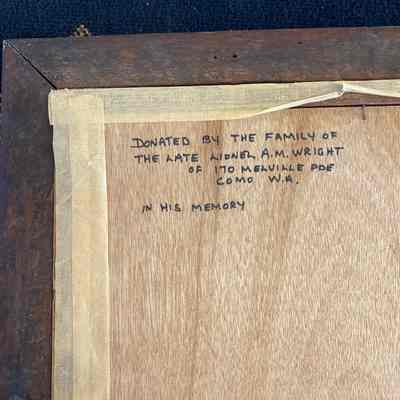 DONATED BY THE FAMILY OF
THE LATE LIONEL A.M. WRIGHT
OF 170 MELVILLE PDE
COMO W.A.
IN HIS MEMORY